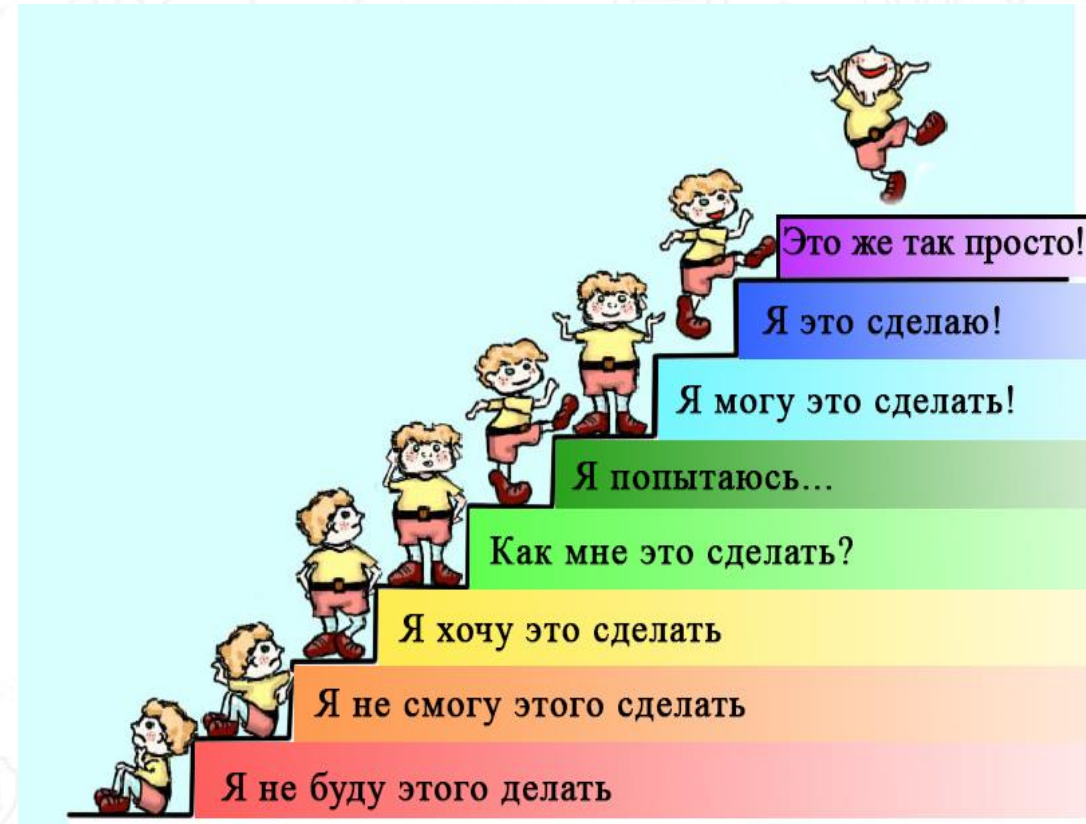 Это же так просто!
Я это сделаю!
Я могу это сделать!
Я попытаюсь...
Как мне это сделать?
Я хочу это сделать
Я не смогу этого сделать
Я не буду этого делать